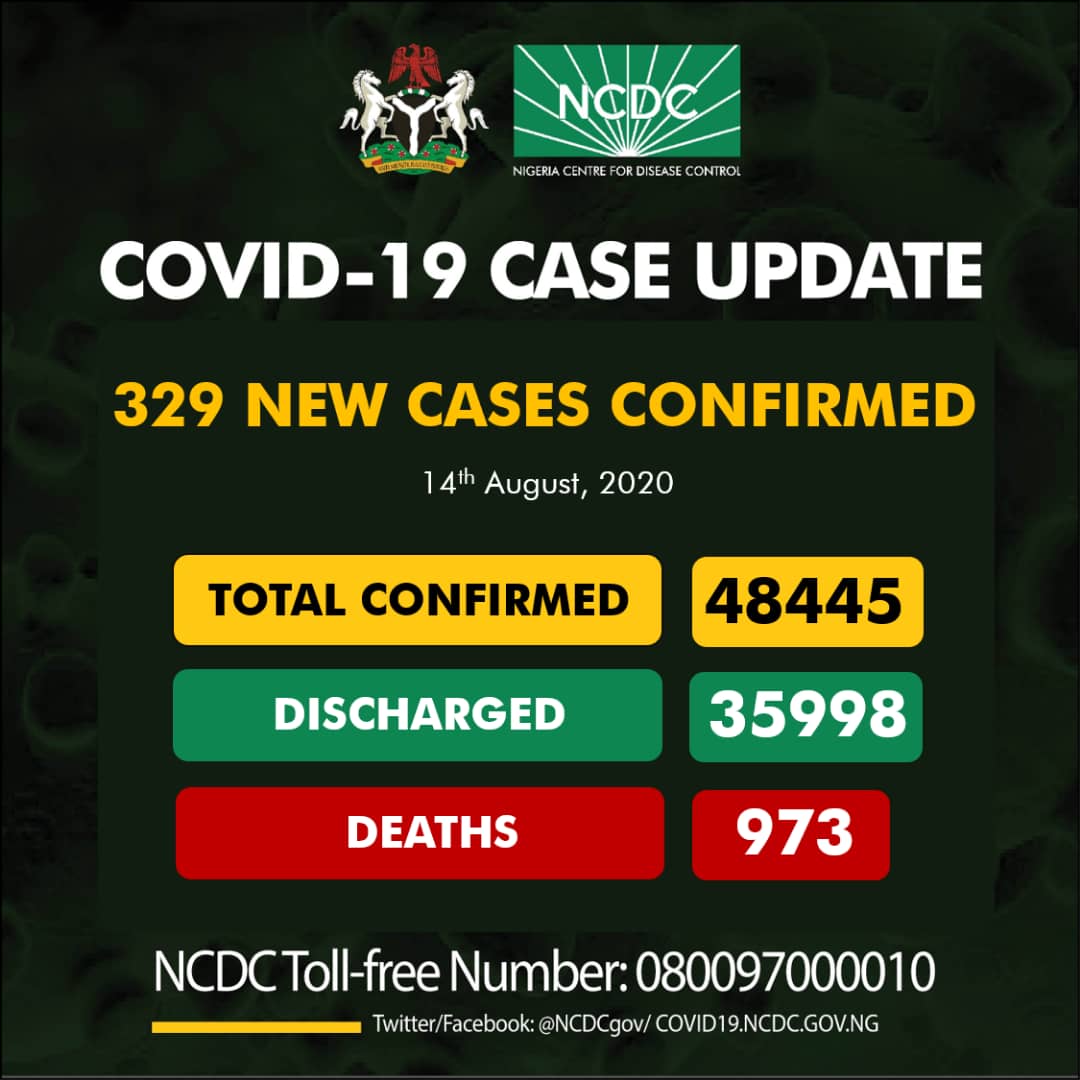 NCDC
NIGERIA CENTRE FOR DISEASE CONTROL
COVID-19 CASE UPDATE
329 NEW CASES CONFIRMED
14th August, 2020
TOTAL CONFIRMED 48445
DISCHARGED 35998
DEATHS 973
NCDC Toll-free Number: 080097000010
Twitter/Facebook: @NCDCgov/ COVID19.NCDC.GOV.NG